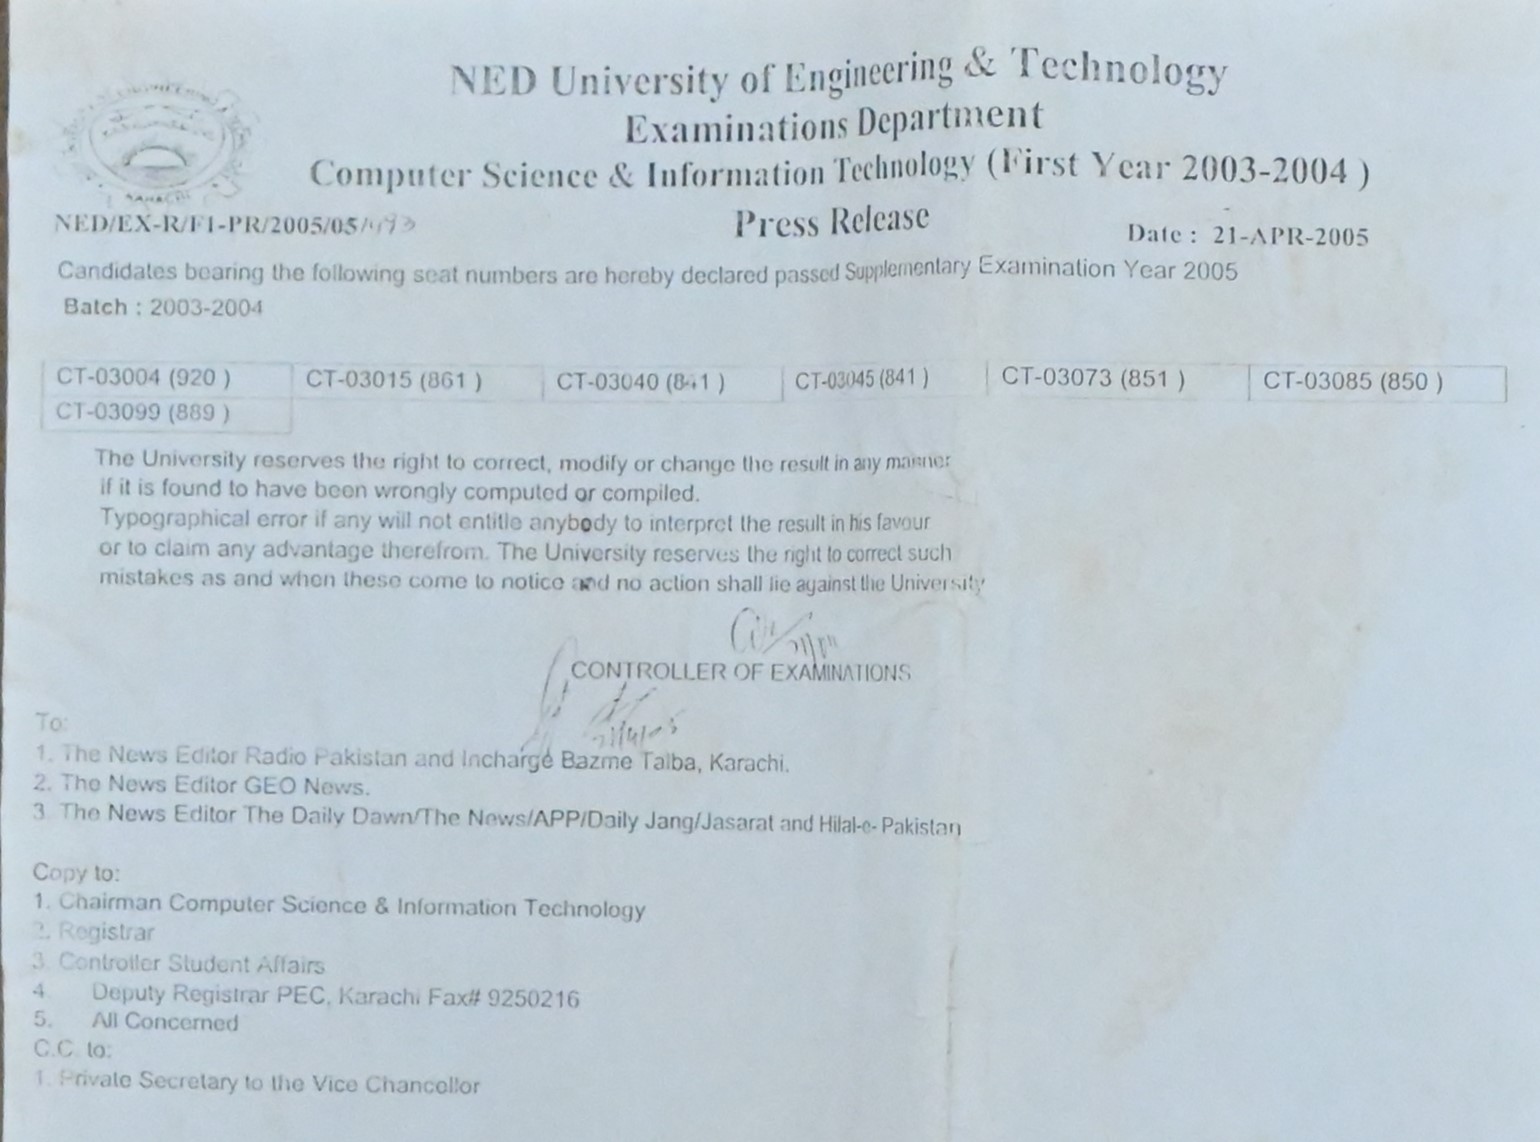 NED University of Engineering & Technology
Examinations Department
Computer Science & Information Technology (First Year 2003-2004 )
KARACHI
NED/EX-R/F1-PR/2005/05/
Press Release
Date : 21-APR-2005
Candidates bearing the following seat numbers are hereby declared passed Supplementary Examination Year 2005
Batch : 2003-2004
CT-03004 (920 ) CT-03015 (861 ) CT-03040 CT-03045 (841 ) CT-03073 (851 ) CT-03085 (850 )
CT-03099 (889 )
The University reserves the right to correct, modify or change the result in any manner
if it is found to have been wrongly computed or compiled.
Typographical error if any will not entitle anybody to interpret the result in his favour
or to claim any advantage therefrom. The University reserves the right to correct such
mistakes as and when these come to notice and no action shall lie against the University
CONTROLLER OF EXAMINATIONS
To:
1. The News Editor Radio Pakistan and Incharge Bazme Talba, Karachi.
2. The News Editor GEO News.
3. The News Editor The Daily Dawn/The News/APP/Daily Jang/Jasarat and Hilal-e- Pakistan
Copy to:
1. Chairman Computer Science & Information Technology
2. Registrar
3. Controller Student Affairs
4. Deputy Registrar PEC, Karachi Fax# 9250216
5. All Concerned
C.C. to:
1. Private Secretary to the Vice Chancellor